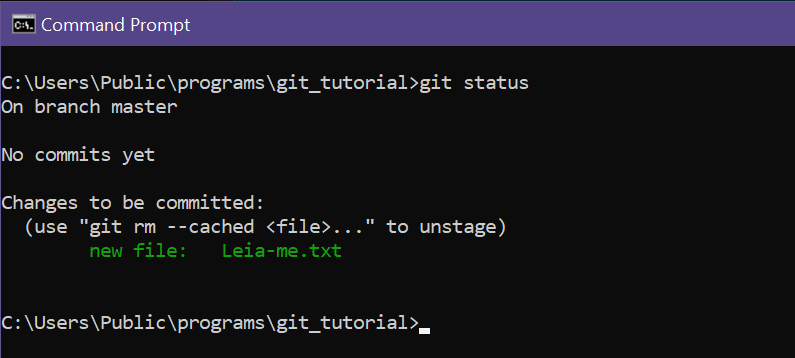 Command Prompt
C:\Users\Public\programs\git_tutorial>git status
On branch master
No commits yet
Changes to be committed:
  (use "git rm --cached <file>..." to unstage)
        new file:   Leia-me.txt
C:\Users\Public\programs\git_tutorial>